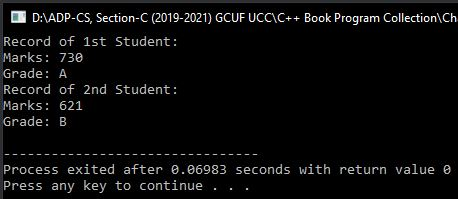 D:\ADP-CS, Section-C (2019-2021) GCUF UCC\C++ Book Program Collection\Cha
Record of 1st Student:
Marks: 730
Grade: A
Record of 2nd Student:
Marks: 621
Grade: B
--------------------------------
Process exited after 0.06983 seconds with return value 0
Press any key to continue . . .